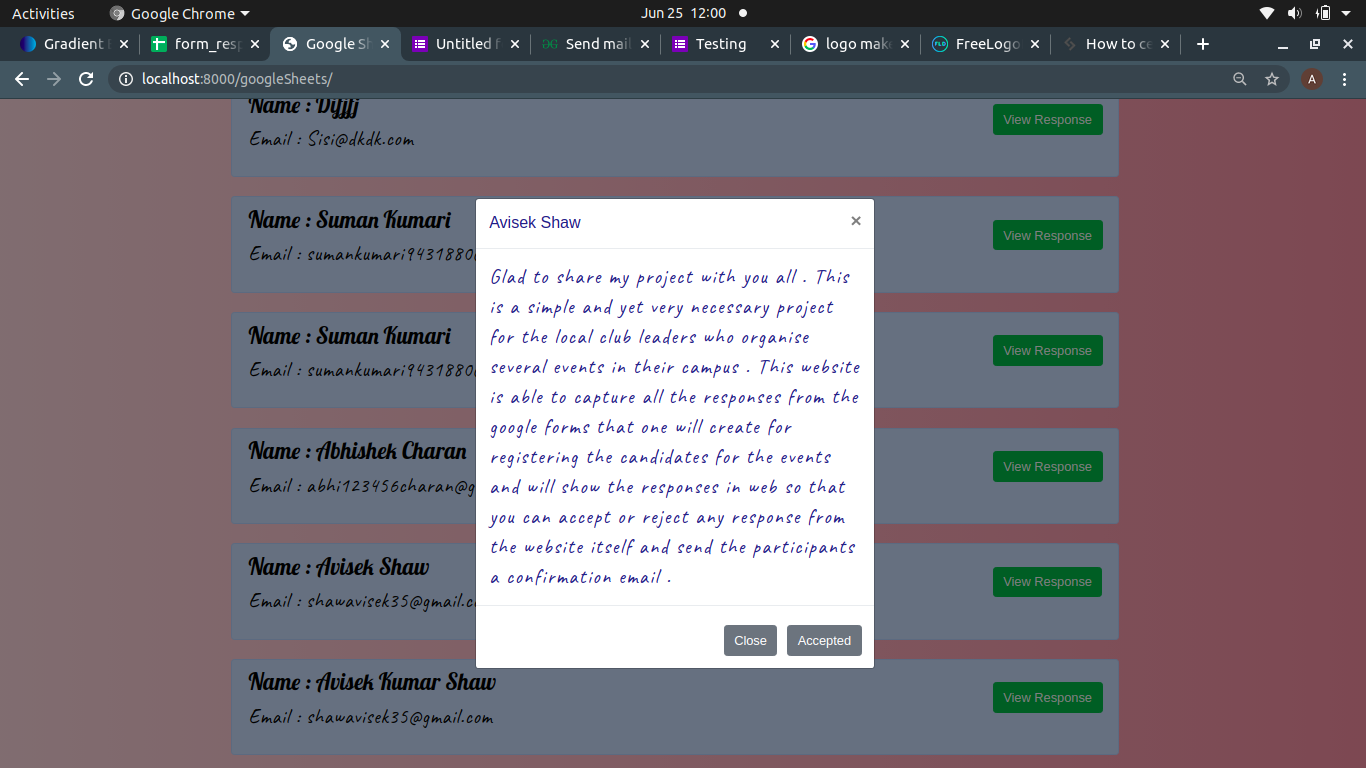 Activities
Google Chrome
Jun 25 12:00
Gradient
form_resp
Google Sh
Untitled f
Send mail
Testing
logo make
FreeLogo
How to ce
localhost:8000/googleSheets/
A
Name : Difjfj
Email : Sisi@dkdk.com
View Response
Name : Suman Kumari
Email : sumankumari9431880
View Response
Name : Suman Kumari
Email : sumankumari9431880
View Response
Name : Abhishek Charan
Email : abhi123456charan@g
View Response
Name : Avisek Shaw
Email : shawavisek35@gmail.c
View Response
Name : Avisek Kumar Shaw
Email : shawavisek35@gmail.com
View Response
Avisek Shaw
×
Glad to share my project with you all . This
is a simple and yet very necessary project
for the local club leaders who organise
several events in their campus . This website
is able to capture all the responses from the
google forms that one will create for
registering the candidates for the events
and will show the responses in web so that
you can accept or reject any response from
the website itself and send the participants
a confirmation email .
Close
Accepted